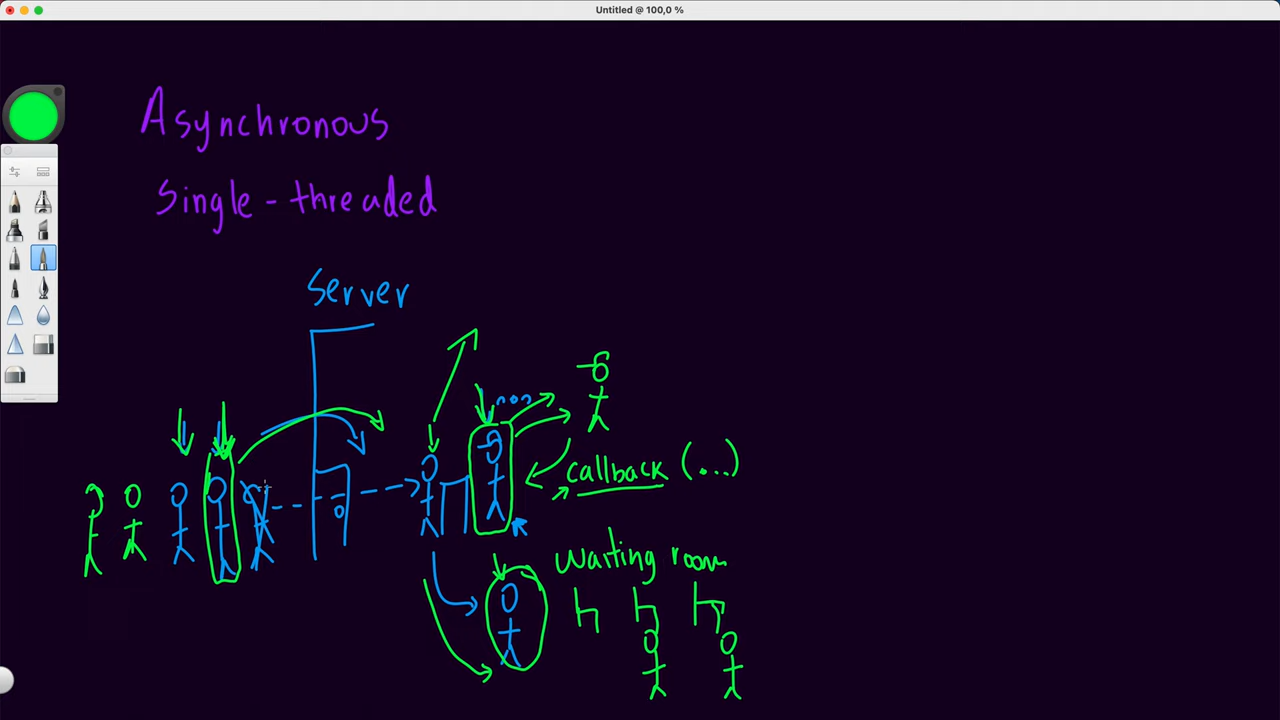 Untitled @ 100,0 %
Asynchronous
Single-threaded
Server
callback (...)
Waiting room